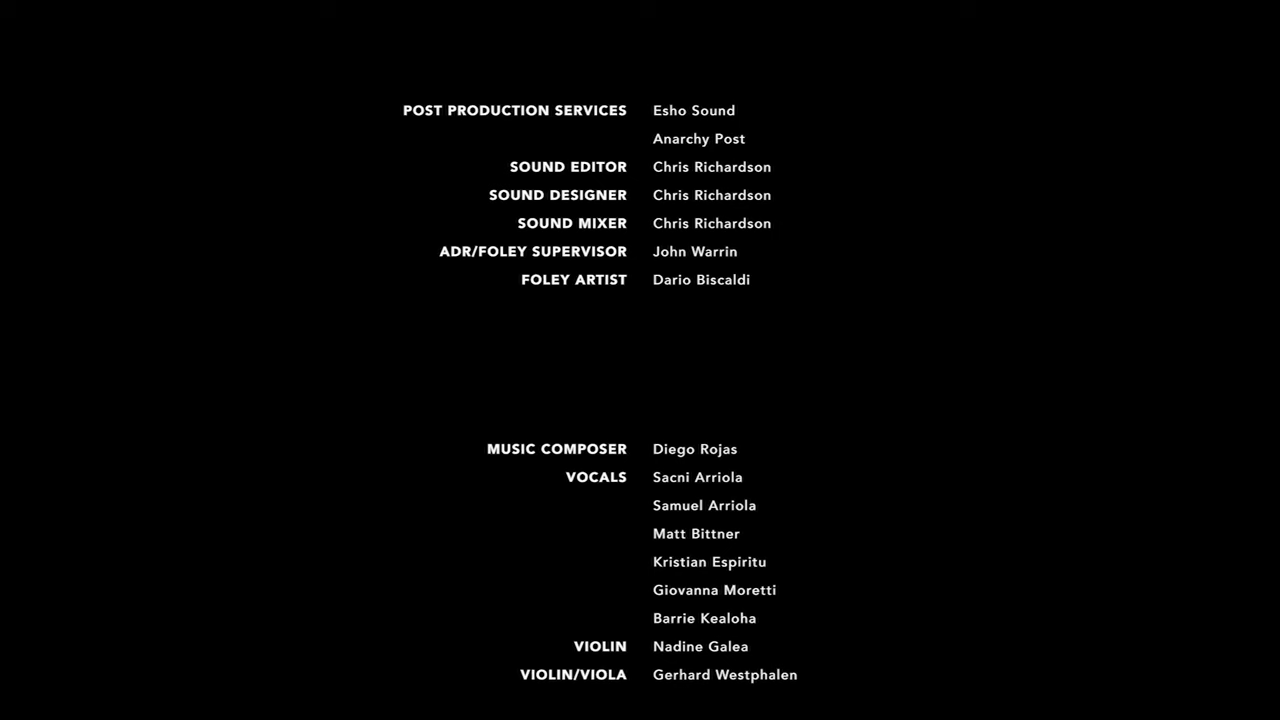 POST PRODUCTION SERVICES Esho Sound
Anarchy Post
SOUND EDITOR Chris Richardson
SOUND DESIGNER Chris Richardson
SOUND MIXER Chris Richardson
ADR/FOLEY SUPERVISOR John Warrin
FOLEY ARTIST Dario Biscaldi
MUSIC COMPOSER Diego Rojas
VOCALS Sacni Arriola
Samuel Arriola
Matt Bittner
Kristian Espiritu
Giovanna Moretti
Barrie Kealoha
VIOLIN Nadine Galea
VIOLIN/VIOLA Gerhard Westphalen